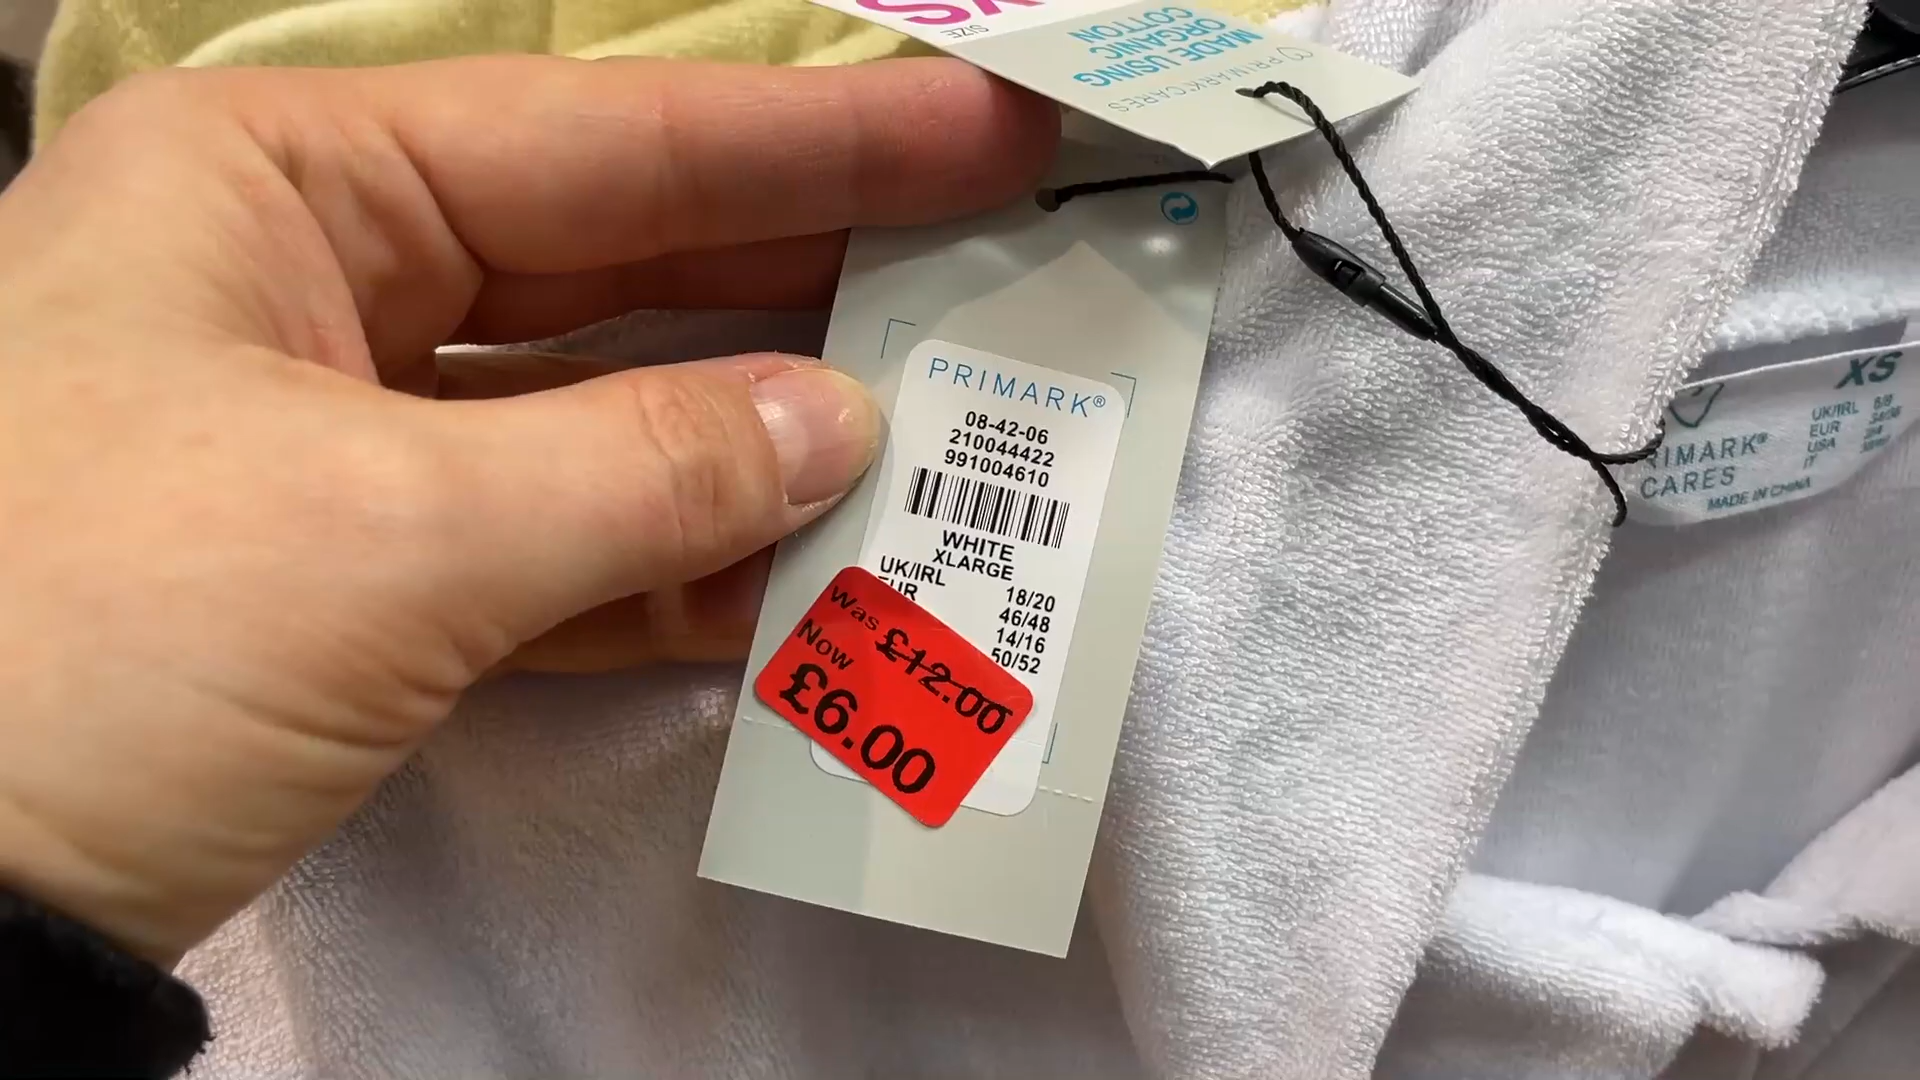 XS
SIZE
MADE USING
ORGANIC
COTTON
PRIMARK CARES
PRIMARK®
08-42-06
210044422
991004610
WHITE
XLARGE
UK/IRL 18/20
EUR 46/48
14/16
50/52
Was £12.00
Now
£6.00
XS
UK/IRL
EUR
USA
IT
PRIMARK®
CARES
MADE IN CHINA